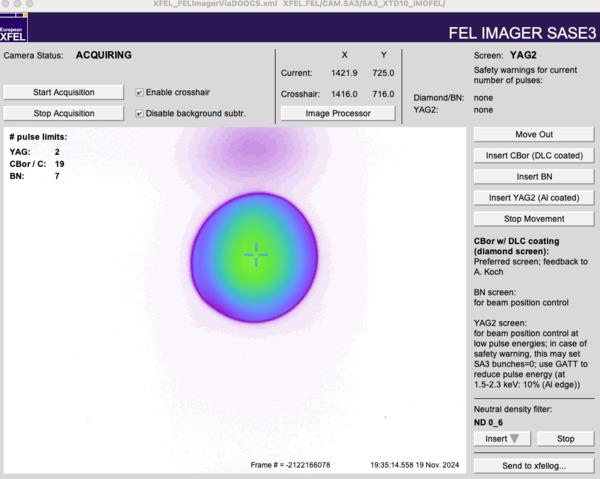 XFEL_FELImagerViaDOOCS.xml XFEL.FEL/CAM.SA3/SA3_XTD10_IMGFEL/
European
XFEL
FEL IMAGER SASE3
Camera Status: ACQUIRING
X Y
Screen: YAG2
Safety warnings for current
number of pulses:
Current: 1421.9 725.0
Start Acquisition
Enable crosshair
Crosshair: 1416.0 716.0
Diamond/BN: none
YAG2: none
Stop Acquisition
Disable background subtr.
Image Processor
# pulse limits:
YAG: 2
CBor / C: 19
BN: 7
Move Out
Insert CBor (DLC coated)
Insert BN
Insert YAG2 (Al coated)
Stop Movement
CBor w/ DLC coating
(diamond screen):
Preferred screen; feedback to
A. Koch
BN screen:
for beam position control
YAG2 screen:
for beam position control at
low pulse energies; in case of
safety warning, this may set
SA3 bunches=0; use GATT to
reduce pulse energy (at
1.5-2.3 keV: 10% (Al edge))
Neutral density filter:
ND 0_6
Insert Stop
Frame # = -2122166078 19:35:14.558 19 Nov. 2024
Send to xfellog...